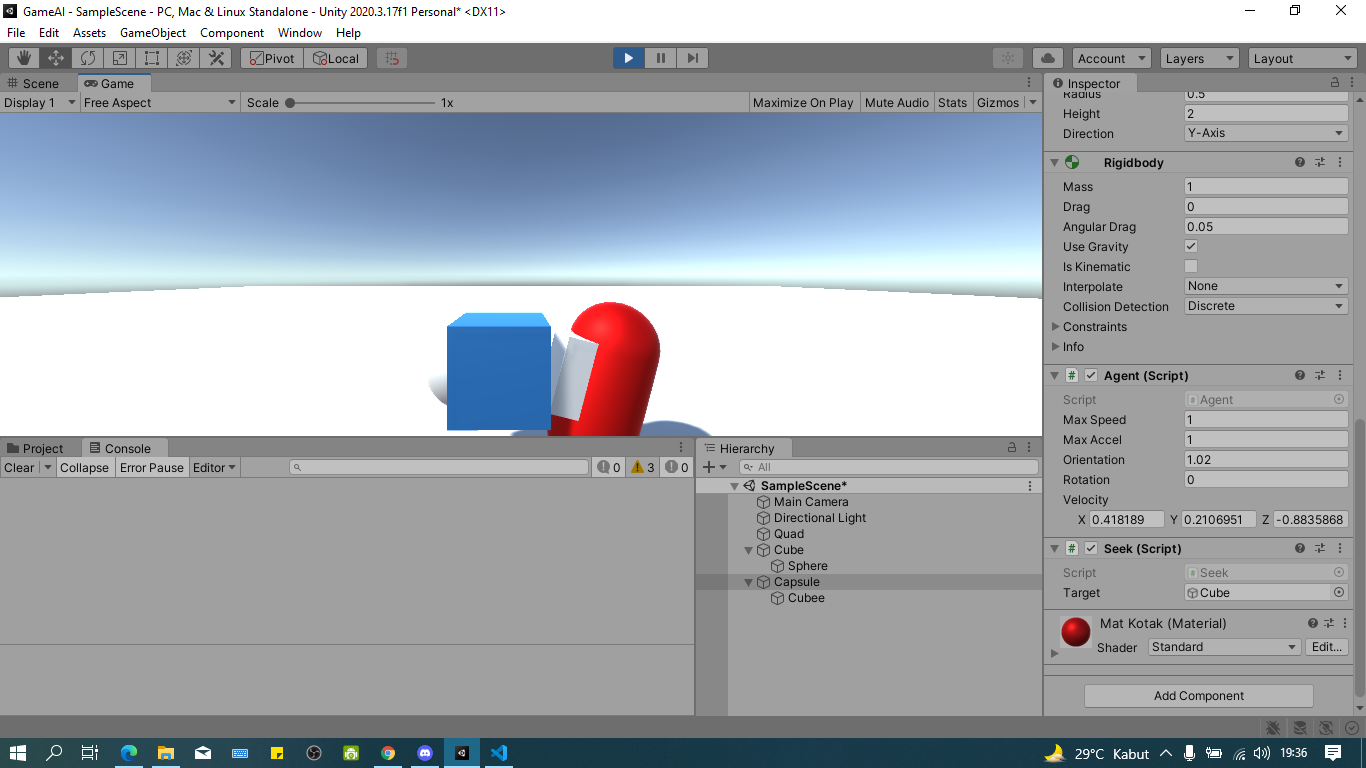 GameAI - SampleScene - PC, Mac & Linux Standalone - Unity 2020.3.17f1 Personal* <DX11>
File Edit Assets GameObject Component Window Help
Pivot Local Account Layers Layout
Scene Game Inspector
Display 1 Free Aspect Scale 1x Maximize On Play Mute Audio Stats Gizmos
Radius 0.5
Height 2
Direction Y-Axis
Rigidbody
Mass 1
Drag 0
Angular Drag 0.05
Use Gravity
Is Kinematic
Interpolate None
Collision Detection Discrete
Constraints
Info
Agent (Script)
Script Agent
Max Speed 1
Max Accel 1
Orientation 1.02
Rotation 0
Velocity
X 0.418189 Y 0.2106951 Z -0.8835868
Seek (Script)
Script Seek
Target Cube
Mat Kotak (Material)
Shader Standard Edit...
Add Component
Project Console
Clear Collapse Error Pause Editor 0 3 0
Hierarchy
All
SampleScene*
Main Camera
Directional Light
Quad
Cube
Sphere
Capsule
Cubee
29°C Kabut 19:36